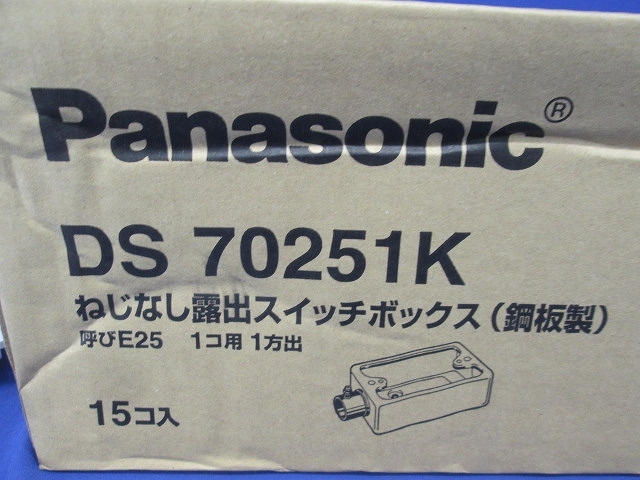 Panasonic®
DS 70251K
ねじなし露出スイッチボックス(鋼板製)
呼びE25 1コ用 1方出
15コ入